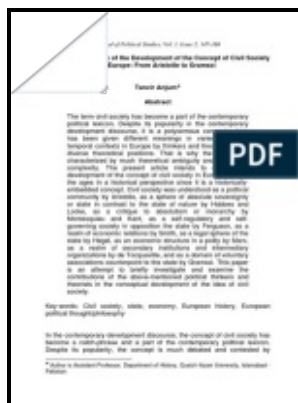 al of Political Studies, Vol. 1, Issue 2, 147-160
of the Development of the Concept of Civil Society
Europe: From Aristotle to Gramsci
Tanvir Anjum*
Abstract
The term civil society has become a part of the contemporary
political lexicon. Despite its popularity in the contemporary
development discourse, it is a polysemous
has been given different meanings in
temporal contexts in Europe by thinkers and
diverse theoretical positions. That is why the
characterized by much theoretical ambiguity
complexity. The present article intends to
development of the concept of civil society in
the ages in a historical perspective since it is a historically-
embedded concept. Civil society was understood as a political
community by Aristotle, as a sphere of absolute sovereignty
or state in contrast to the state of nature by Hobbes and
Locke, as a critique to absolutism or monarchy by
Montesquieu and Kant, as a self-regulatory and self-
governing society in opposition the state by Ferguson, as a
realm of economic relations by Smith, as a legal sphere of the
state by Hegel, as an economic structure in a polity by Marx,
as a realm of secondary institutions and intermediary
organizations by de Tocqueville, and as a domain of voluntary
associations counterpoint to the state by Gramsci. This paper
is an attempt to briefly investigate and examine the
contributions of the above-mentioned political thinkers and
theorists in the conceptual development of the idea of civil
society.
Key-words: Civil society, state, economy, European history, European
political thought/philosophy
In the contemporary development discourse, the concept of civil society has
become a catch-phrase and a part of the contemporary political lexicon.
Despite its popularity, the concept is much debated and contested by
* Author is Assistant Professor, Department of History, Quaid-i-Azam University, Islamabad -
Pakistan
PDF